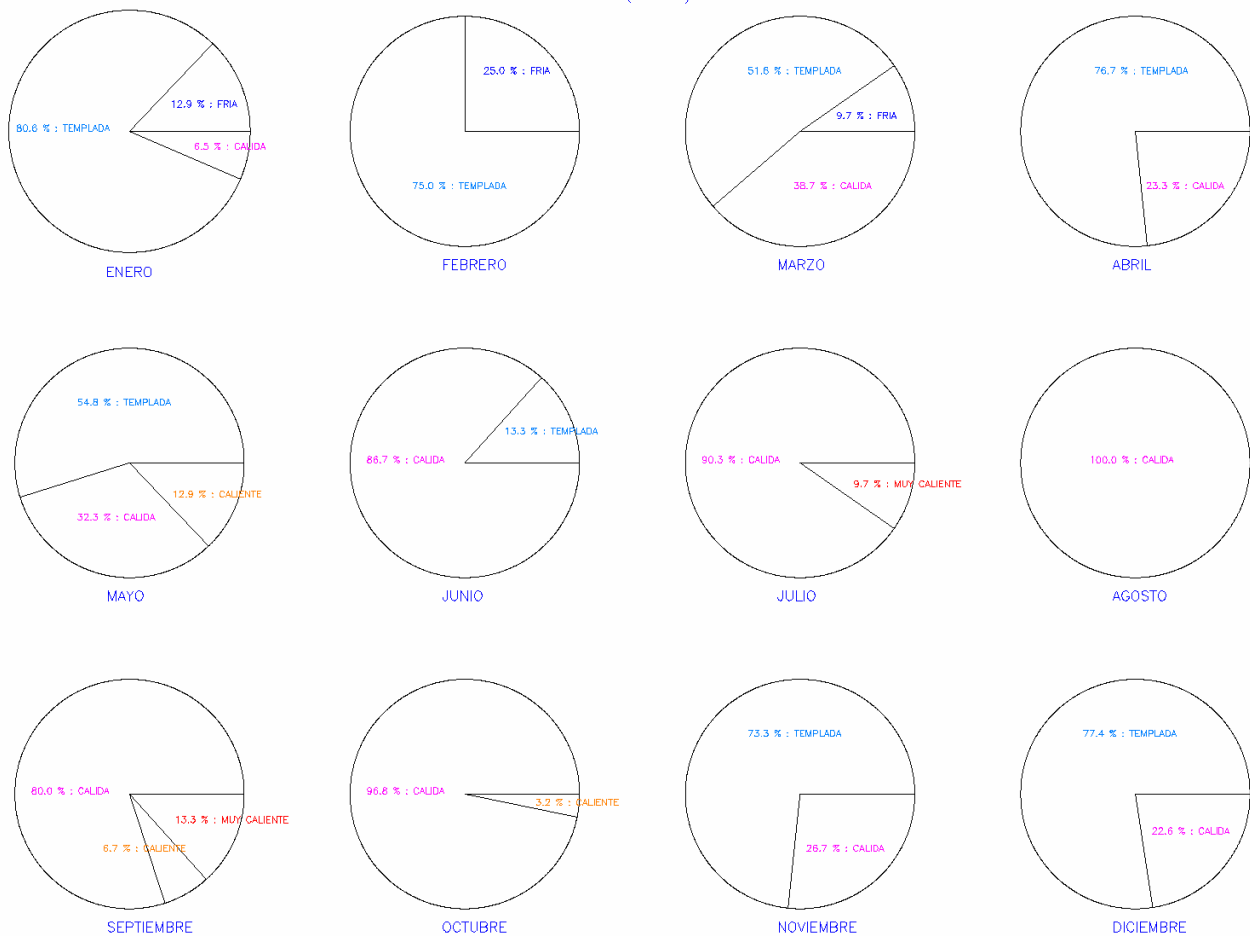 12.9 % : FRIA
80.6 % : TEMPLADA
6.5 % : CALIDA
ENERO
25.0 % : FRIA
75.0 % : TEMPLADA
FEBRERO
51.6 % : TEMPLADA
9.7 % : FRIA
38.7 % : CALIDA
MARZO
76.7 % : TEMPLADA
23.3 % : CALIDA
ABRIL
54.8 % : TEMPLADA
12.9 % : CALIENTE
32.3 % : CALIDA
MAYO
13.3 % : TEMPLADA
86.7 % : CALIDA
JUNIO
90.3 % : CALIDA
9.7 % : MUY CALIENTE
JULIO
100.0 % : CALIDA
AGOSTO
80.0 % : CALIDA
13.3 % : MUY CALIENTE
6.7 % : CALIENTE
SEPTIEMBRE
96.8 % : CALIDA
3.2 % : CALIENTE
OCTUBRE
73.3 % : TEMPLADA
26.7 % : CALIDA
NOVIEMBRE
77.4 % : TEMPLADA
22.6 % : CALIDA
DICIEMBRE